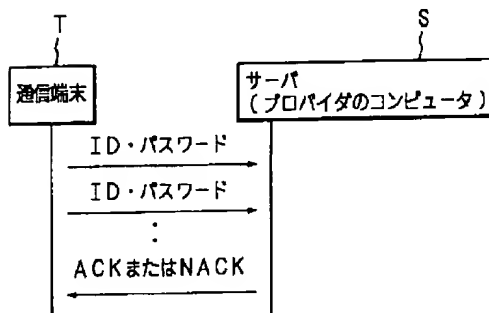 T
S
通信端末
サーバ
(プロバイダのコンピュータ)
ID・パスワード
ID・パスワード
ACKまたはNACK